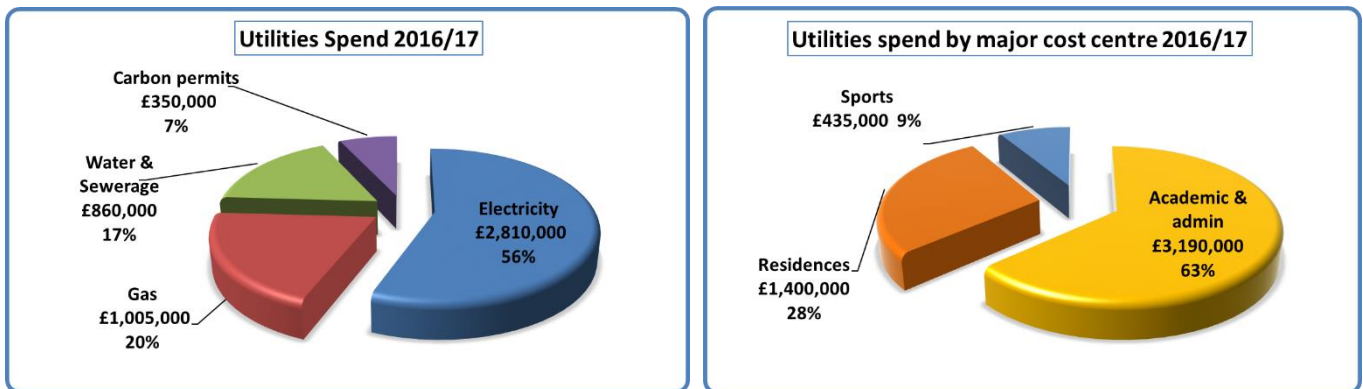 Utilities Spend 2016/17
Carbon permits
£350,000
7%
Water &
Sewerage
£860,000
17%
Gas
£1,005,000
20%
Electricity
£2,810,000
56%
Utilities spend by major cost centre 2016/17
Sports
£435,000 9%
Residences
£1,400,000
28%
Academic &
admin
£3,190,000
63%